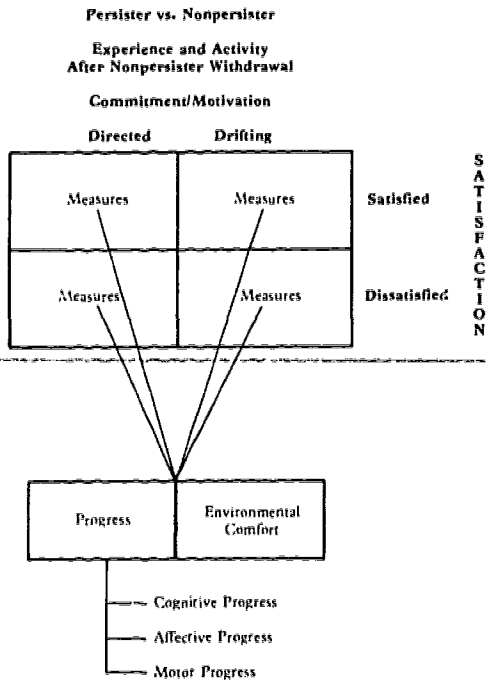 Persister vs. Nonpersister
Experience and Activity
After Nonpersister Withdrawal
Commitment/Motivation
Directed Drifting
Measures Measures Satisfied
Measures Measures Dissatisfied
SATISFACTION
Progress Environmental
Comfort
Cognitive Progress
Affective Progress
Motor Progress